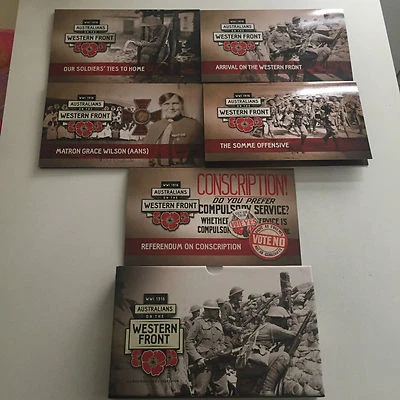 WWI 1916
AUSTRALIANS
ON THE
WESTERN FRONT
OUR SOLDIERS' TIES TO HOME
WWI 1916
AUSTRALIANS
ON THE
WESTERN FRONT
ARRIVAL ON THE WESTERN FRONT
WWI 1916
AUSTRALIANS
ON THE
WESTERN FRONT
MATRON GRACE WILSON (AANS)
WWI 1916
AUSTRALIANS
ON THE
WESTERN FRONT
THE SOMME OFFENSIVE
WWI 1916
AUSTRALIANS
ON THE
WESTERN FRONT
CONSCRIPTION!
DO YOU PREFER
COMPULSORY SERVICE?
WHETHER
SERVICE IS
VOTE NO
REFERENDUM ON CONSCRIPTION
WWI 1916
AUSTRALIANS
ON THE
WESTERN
FRONT